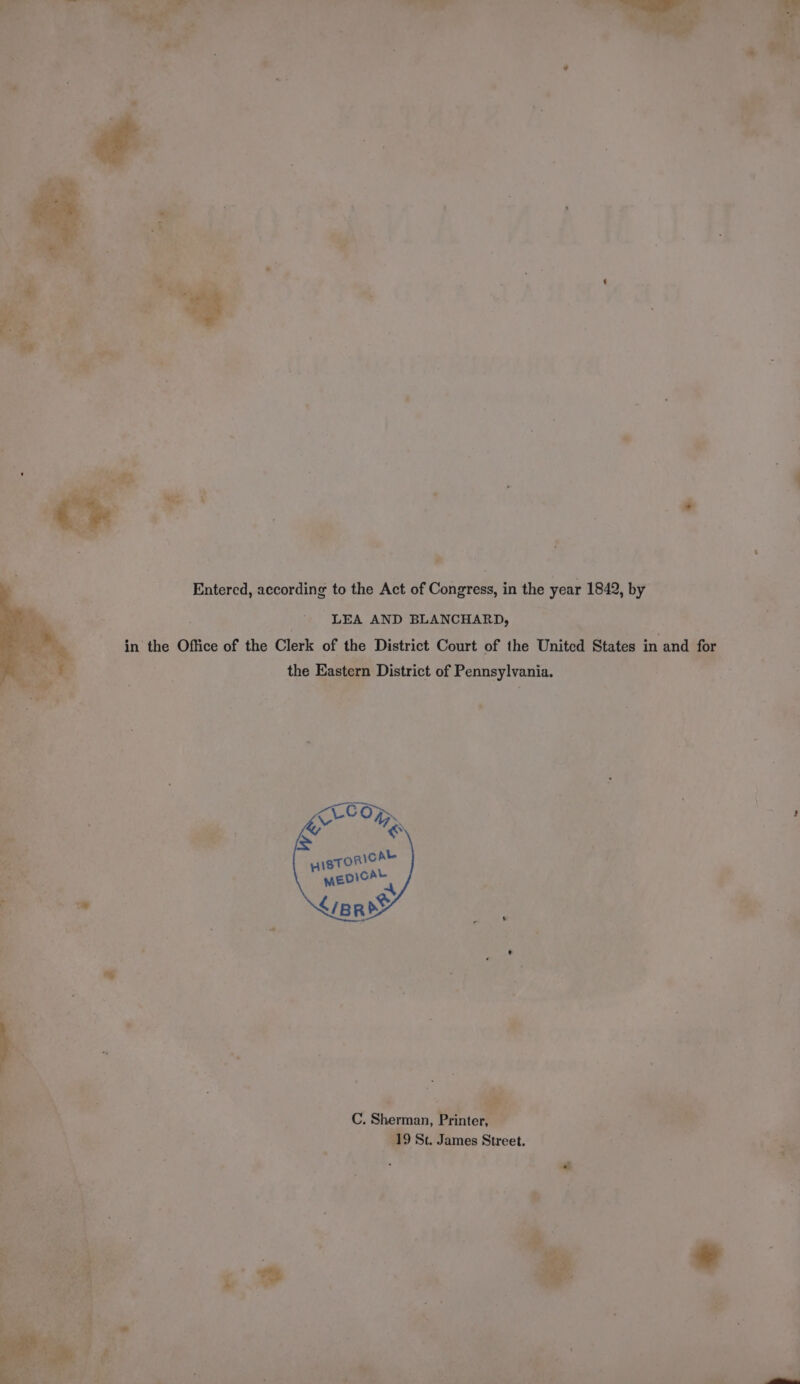 Entered, according to the Act of Congress, in the year 1842, by
LEA AND BLANCHARD,
in the Office of the Clerk of the District Court of the United States in and for
the Eastern District of Pennsylvania.
WELLCOME
HISTORICAL
MEDICAL
LIBRARY
C. Sherman, Printer,
19 St. James Street.